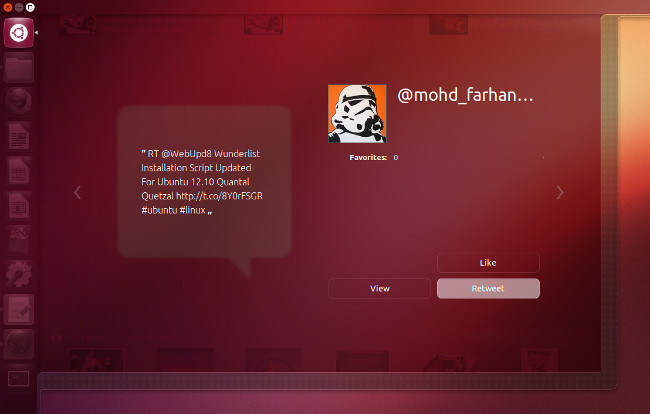 @mohd_farhan...
" RT @WebUpd8 Wunderlist
Installation Script Updated
For Ubuntu 12.10 Quantal
Quetzal http://t.co/8Y0rFSGR
#ubuntu #linux „
Favorites: 0
Like
View
Retweet